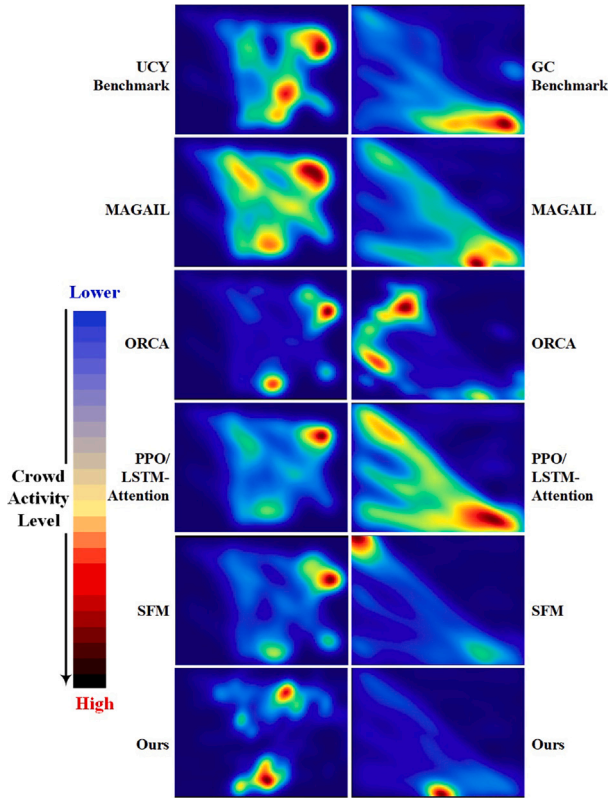 UCY
Benchmark
GC
Benchmark
MAGAIL
MAGAIL
Lower
ORCA
ORCA
Crowd
Activity
Level
PPO/
LSTM-
Attention
PPO/
LSTM-
Attention
SFM
SFM
High
Ours
Ours